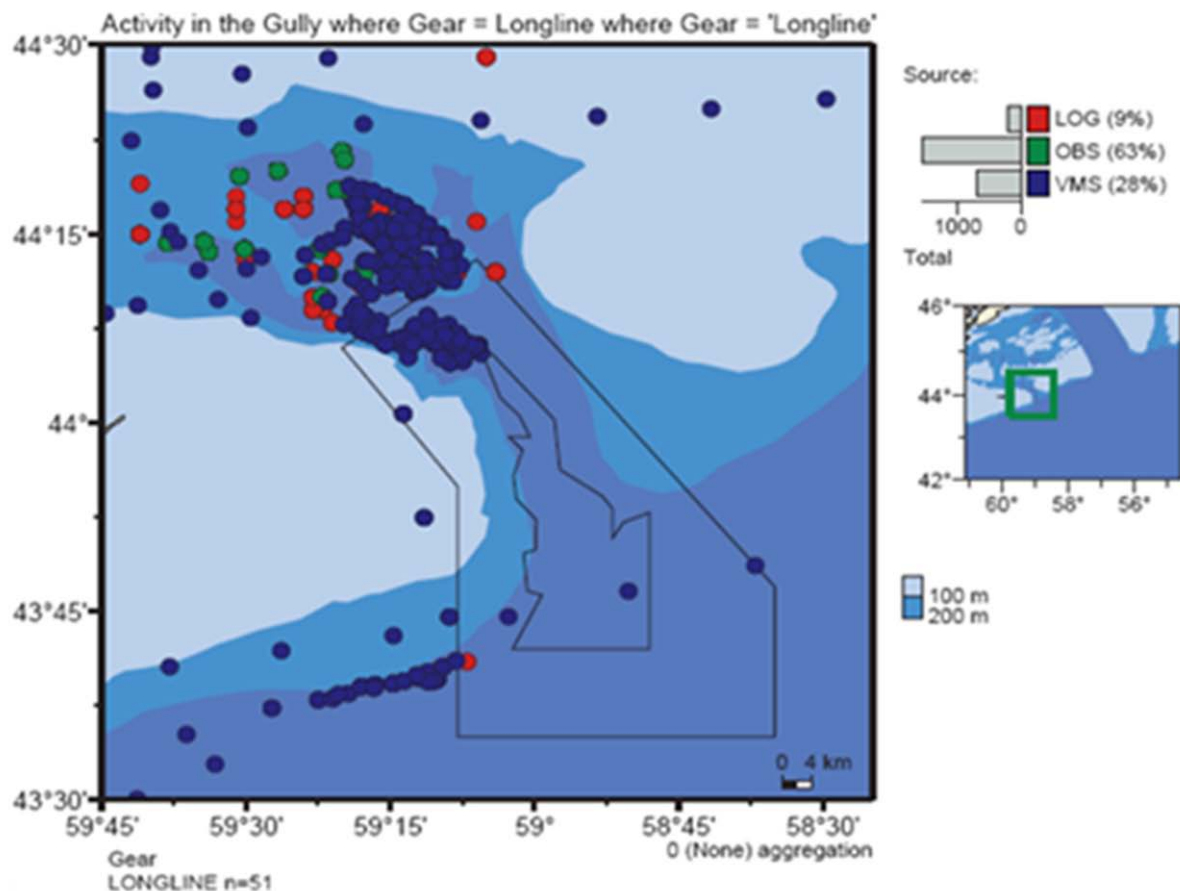 Activity in the Gully where Gear = Longline where Gear = 'Longline'
44°30'
44°15'
44°
43°45'
43°30'
59°45'
59°30'
59°15'
59°
58°45'
58°30'
0 4 km
0 (None) aggregation
Gear
LONGLINE n=51
Source:
LOG (9%)
OBS (63%)
VMS (28%)
1000 0
Total
46°
44°
42°
60° 58° 56°
100 m
200 m